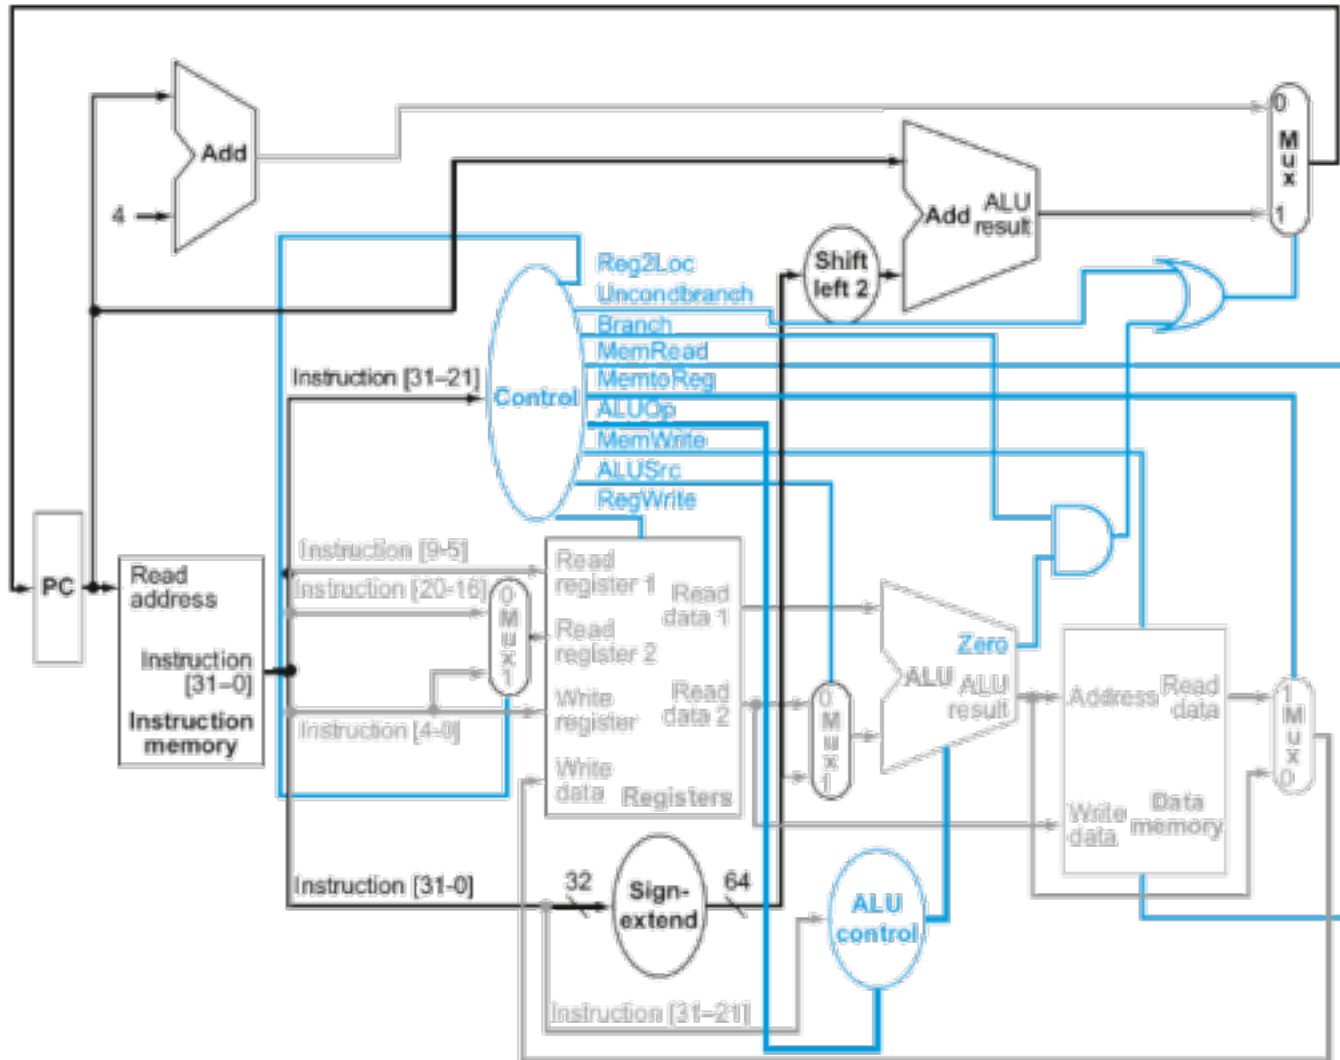 0
M
u
x
1
Add
4
Add
ALU
result
Shift
left 2
Reg2Loc
Uncondbranch
Branch
MemRead
MemtoReg
ALUOp
MemWrite
ALUSrc
RegWrite
Control
Instruction [31–21]
PC
Read
address
Instruction
[31–0]
Instruction
memory
Instruction [9-5]
Instruction [20-16]
Instruction [4-0]
0
M
u
x
1
Read
register 1
Read
register 2
Write
register
Write
data
Read
data 1
Read
data 2
Registers
0
M
u
x
1
Zero
ALU
ALU
result
Address
Read
data
Write
data
Data
memory
1
M
u
x
0
Instruction [31-0]
32
Sign-
extend
64
ALU
control
Instruction [31–21]